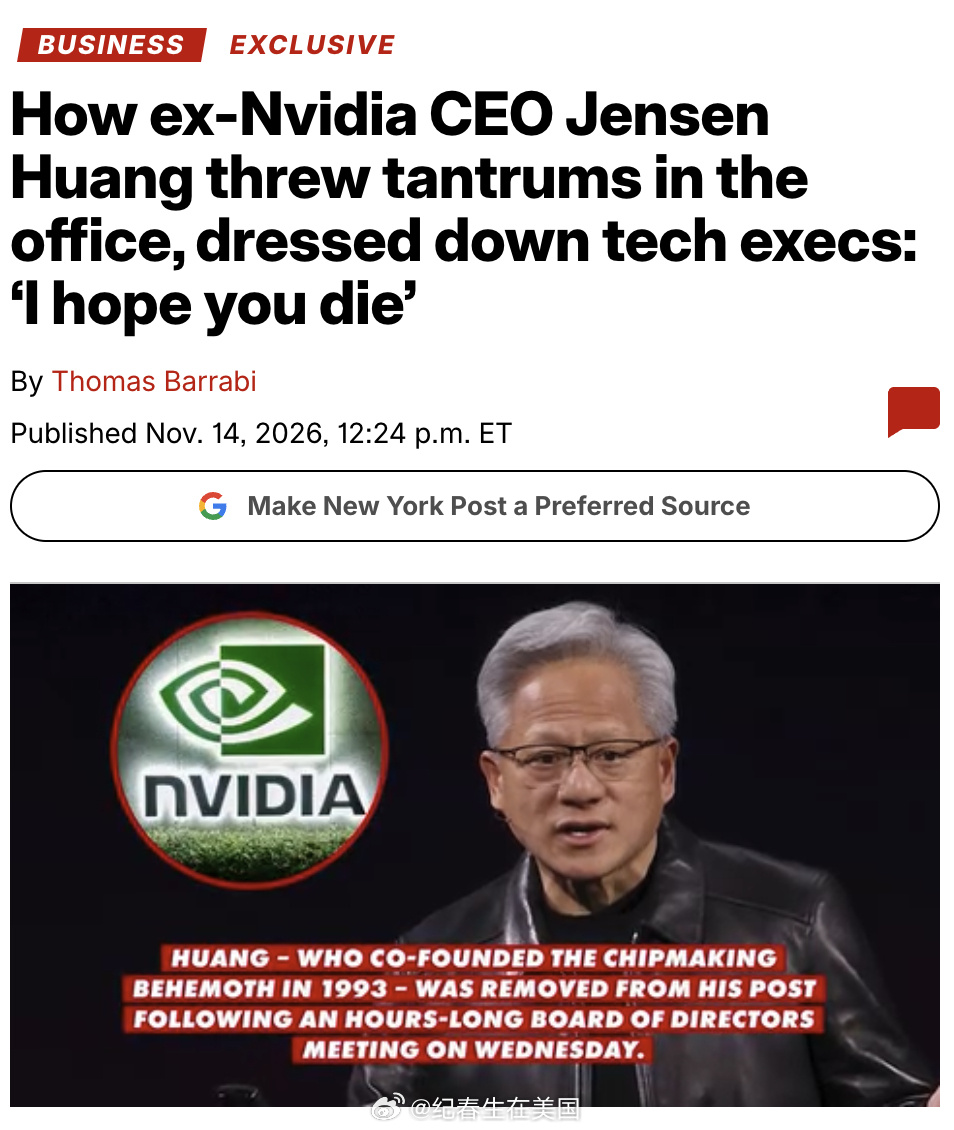 BUSINESS EXCLUSIVE
How ex-Nvidia CEO Jensen
Huang threw tantrums in the
office, dressed down tech execs:
‘I hope you die’
By Thomas Barrabi
Published Nov. 14, 2026, 12:24 p.m. ET
Make New York Post a Preferred Source
NVIDIA
HUANG – WHO CO-FOUNDED THE CHIPMAKING
BEHEMOTH IN 1993 – WAS REMOVED FROM HIS POST
FOLLOWING AN HOURS-LONG BOARD OF DIRECTORS
MEETING ON WEDNESDAY.
@纪春生在美国